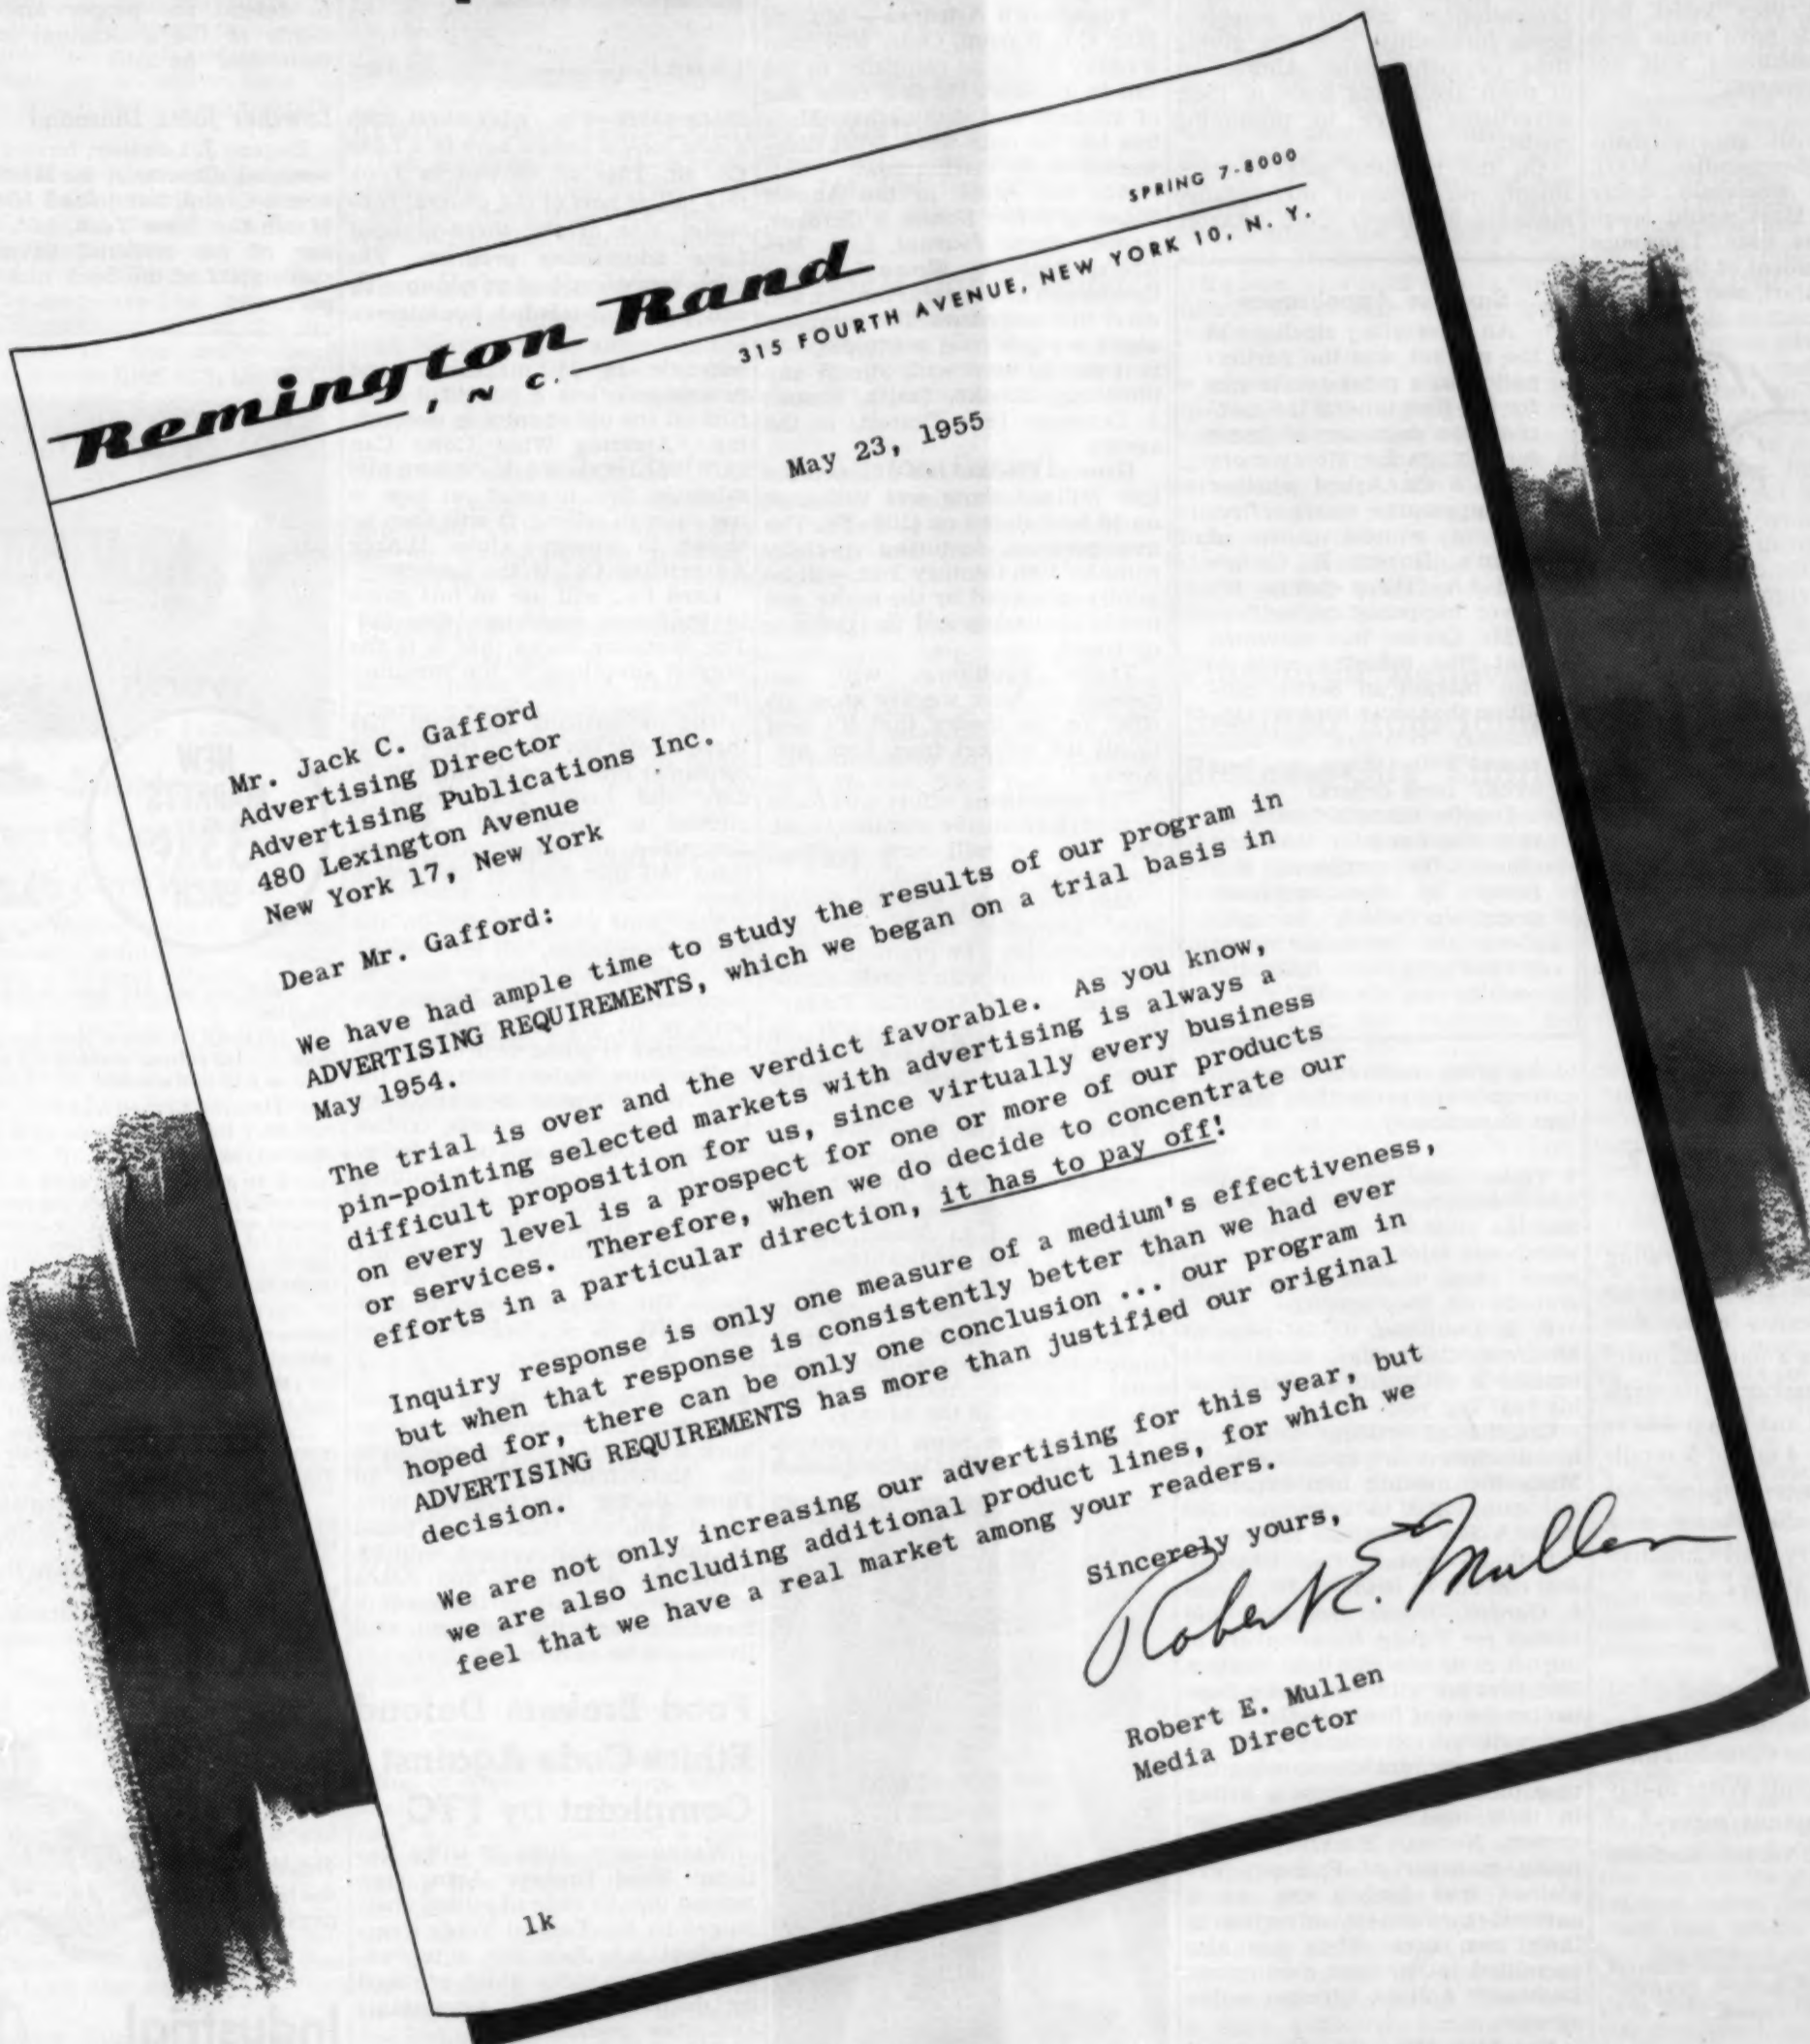 SPRING 7-8000
Remington Rand
INC.
315 FOURTH AVENUE, NEW YORK 10, N. Y.
May 23, 1955
Mr. Jack C. Gafford
Advertising Director
Advertising Publications Inc.
480 Lexington Avenue
New York 17, New York
Dear Mr. Gafford:
We have had ample time to study the results of our program in
ADVERTISING REQUIREMENTS, which we began on a trial basis in
May 1954.
The trial is over and the verdict favorable. As you know,
pin-pointing selected markets with advertising is always a
difficult proposition for us, since virtually every business
on every level is a prospect for one or more of our products
or services. Therefore, when we do decide to concentrate our
efforts in a particular direction, it has to pay off!
Inquiry response is only one measure of a medium's effectiveness,
but when that response is consistently better than we had ever
hoped for, there can be only one conclusion ... our program in
ADVERTISING REQUIREMENTS has more than justified our original
decision.
We are not only increasing our advertising for this year, but
we are also including additional product lines, for which we
feel that we have a real market among your readers.
Sincerely yours,
Robert E. Mullen
Robert E. Mullen
Media Director
lk